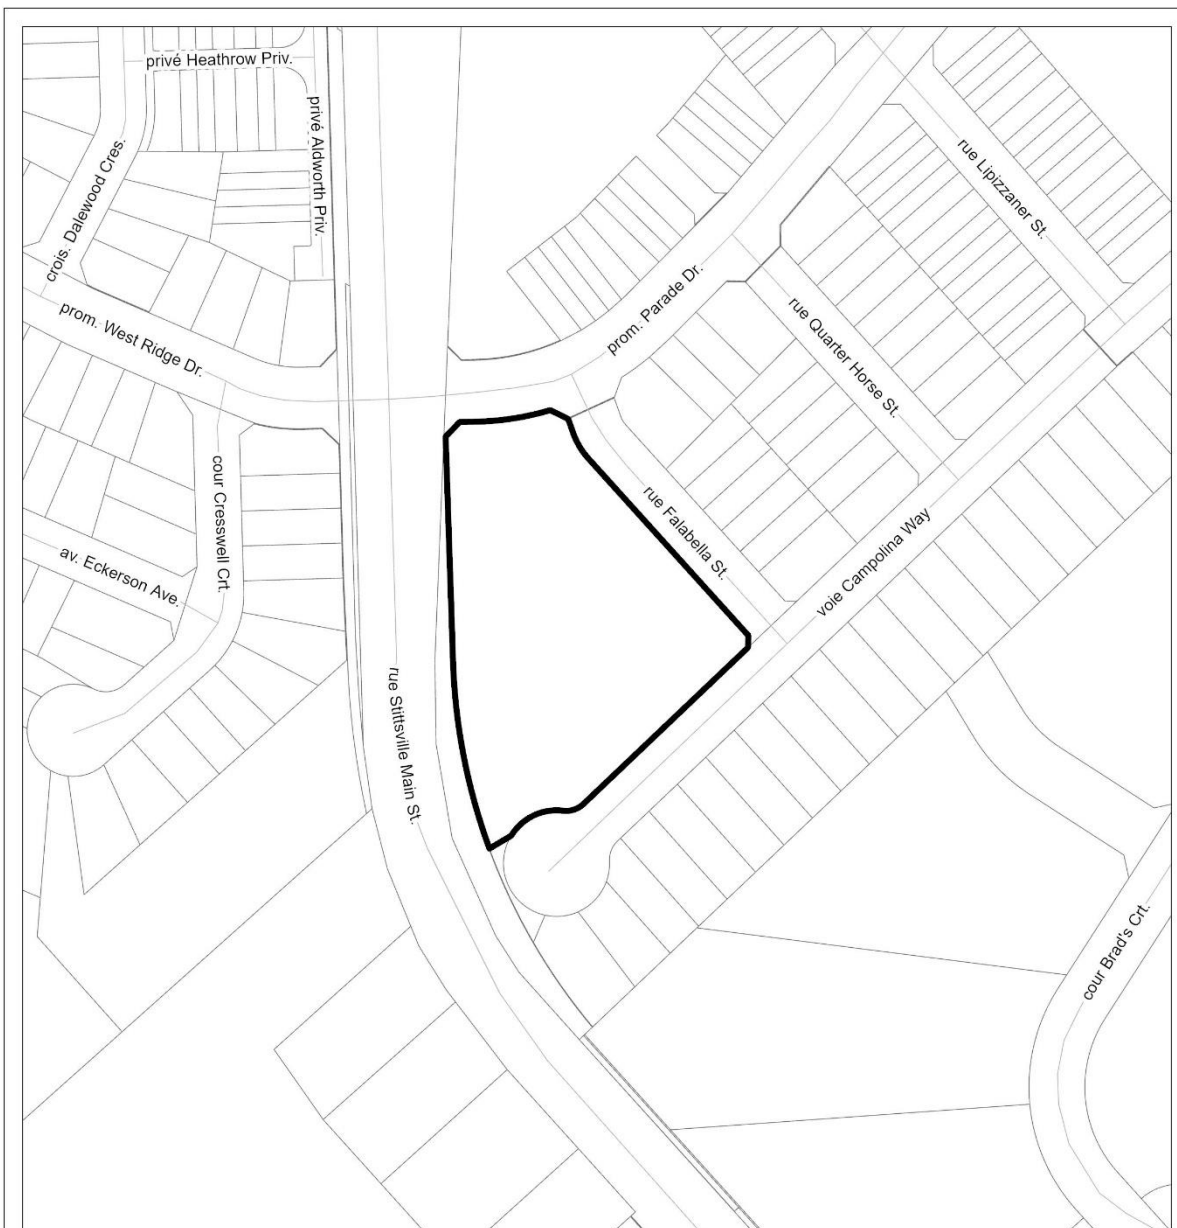 privé Heathrow Priv.
privé Aldworth Priv.
crois. Dalewood Cres.
rue Lipizzaner St.
prom. West Ridge Dr.
prom. Parade Dr.
rue Quarter Horse St.
cour Cresswell Crt.
rue Falabella St.
voie Campolina Way
av. Eckerson Ave.
rue Stittsville Main St.
cour Brad's Crt.